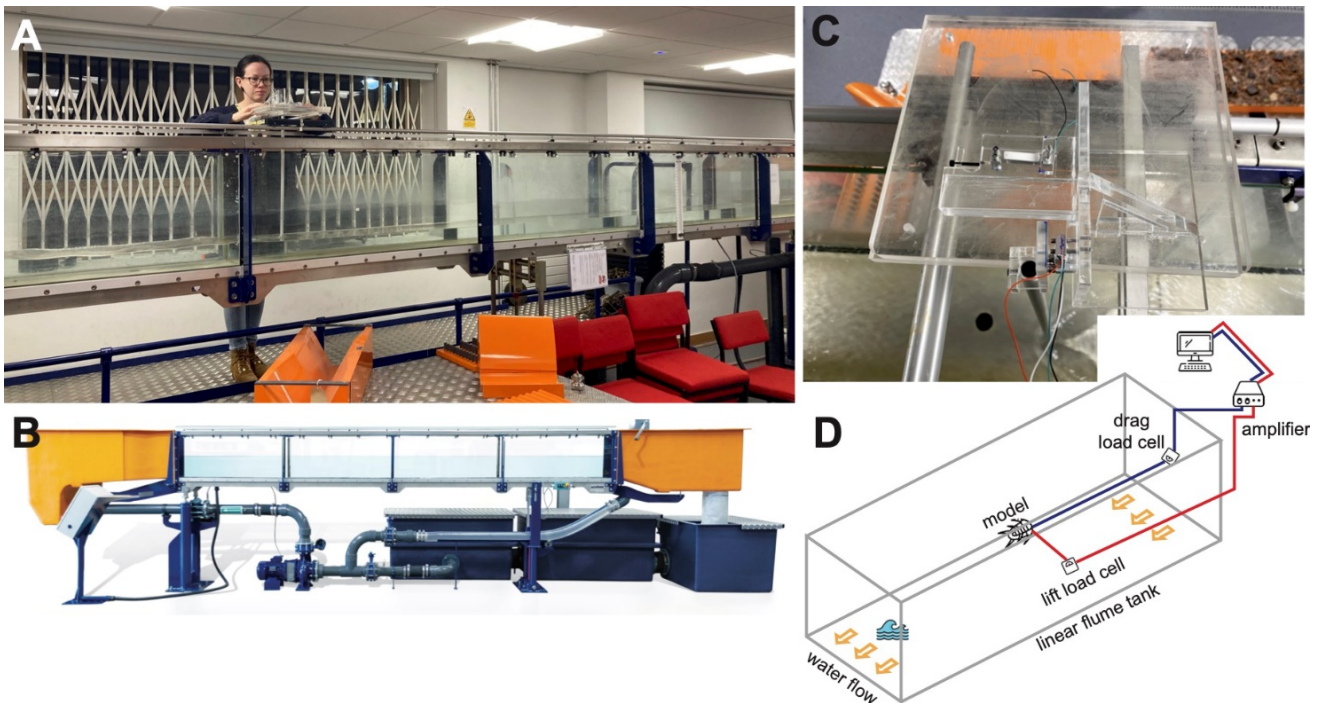 A
B
C
D
drag
load cell
amplifier
model
lift load cell
linear flume tank
water flow